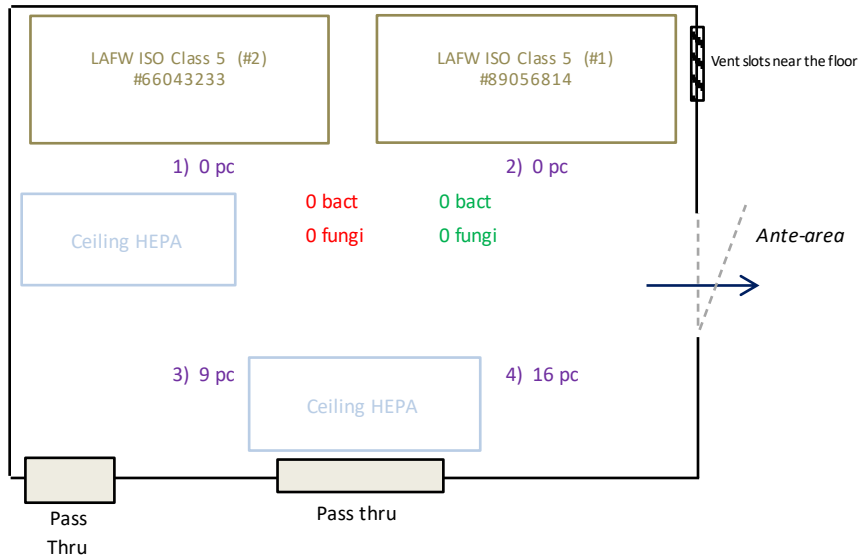 LAFW ISO Class 5  (#2)
#66043233
LAFW ISO Class 5  (#1)
#89056814
Vent slots near the floor
1)  0 pc
2)  0 pc
0 bact
0 fungi
0 bact
0 fungi
Ceiling HEPA
Ante-area
3)  9 pc
4)  16 pc
Ceiling HEPA
Pass
Thru
Pass thru